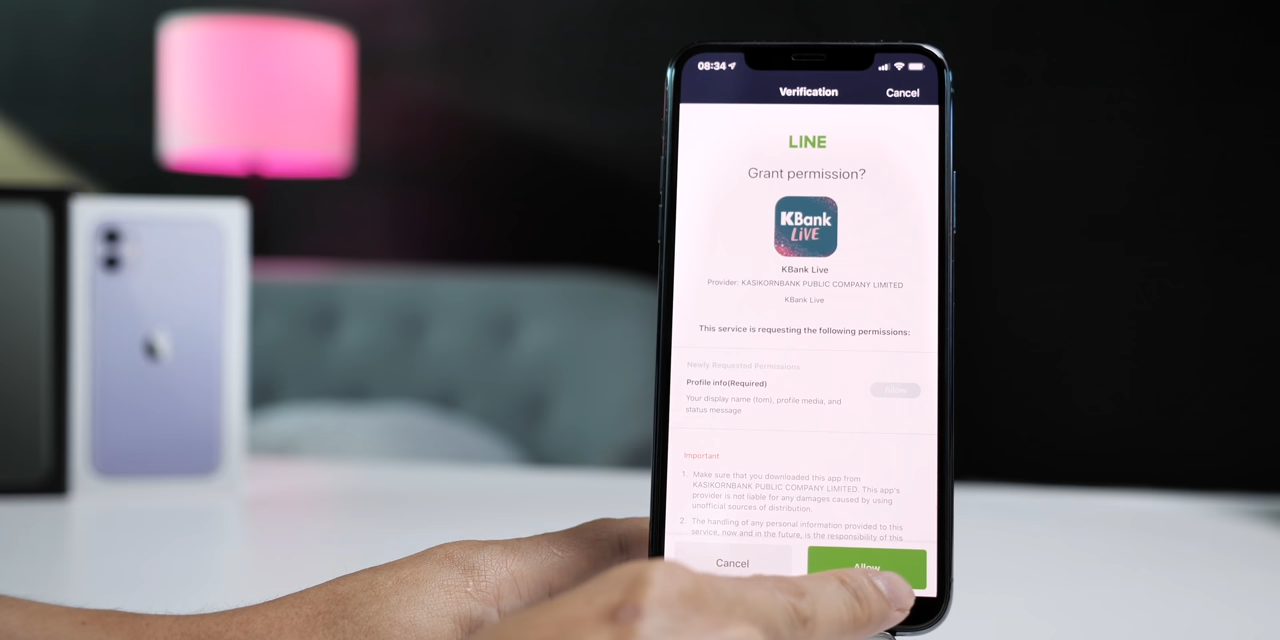 08:34
Verification
Cancel
LINE
Grant permission?
KBank
LiVE
KBank Live
Provider: KASIKORNBANK PUBLIC COMPANY LIMITED
KBank Live
This service is requesting the following permissions:
Newly Requested Permissions
Profile info(Required)
Allow
Your display name (tom), profile media, and
status message
Important
1. Make sure that you downloaded this app from
KASIKORNBANK PUBLIC COMPANY LIMITED. This app's
provider is not liable for any damages caused by using
unofficial sources of distribution.
2. The handling of any personal information provided to this
service, now and in the future, is the responsibility of this
Cancel
Allow